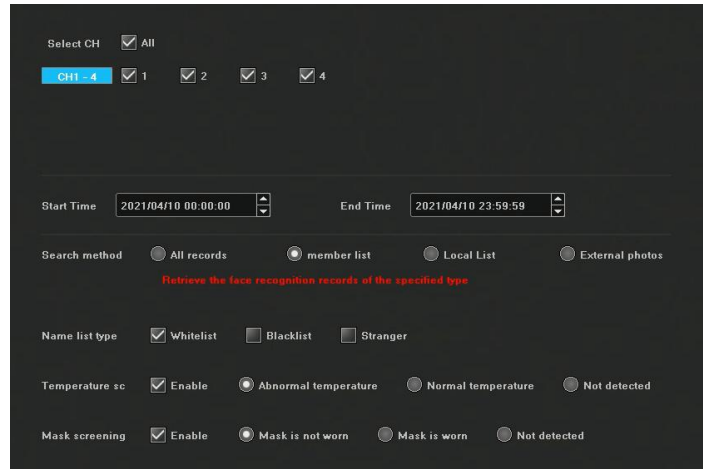 Select CH All
CH1 - 4 1 2 3 4
Start Time 2021/04/10 00:00:00 End Time 2021/04/10 23:59:59
Search method All records member list Local List External photos
Retrieve the face recognition records of the specified type
Name list type Whitelist Blacklist Stranger
Temperature sc Enable Abnormal temperature Normal temperature Not detected
Mask screening Enable Mask is not worn Mask is worn Not detected